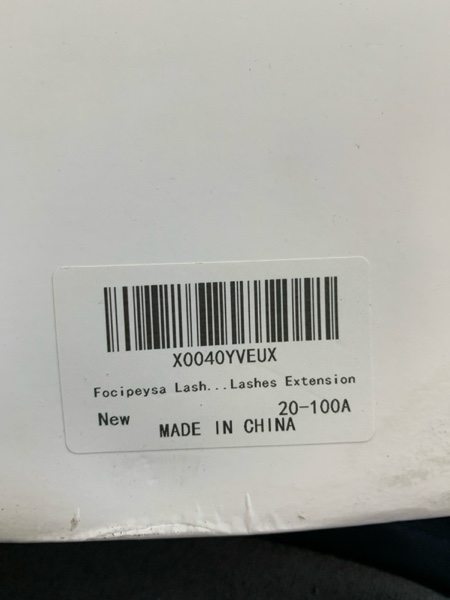 X0040YVEUX
Focipeysa Lash...Lashes Extension
New 20-100A
MADE IN CHINA